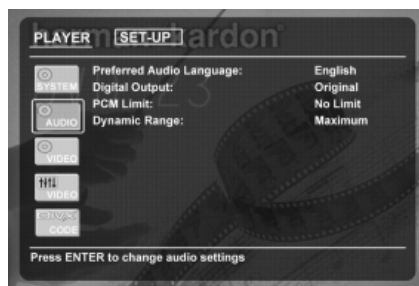 harman/kardon
PLAYER SET-UP
SYSTEM
AUDIO
VIDEO
VIDEO
CODE
Preferred Audio Language: English
Digital Output: Original
PCM Limit: No Limit
Dynamic Range: Maximum
23
Press ENTER to change audio settings